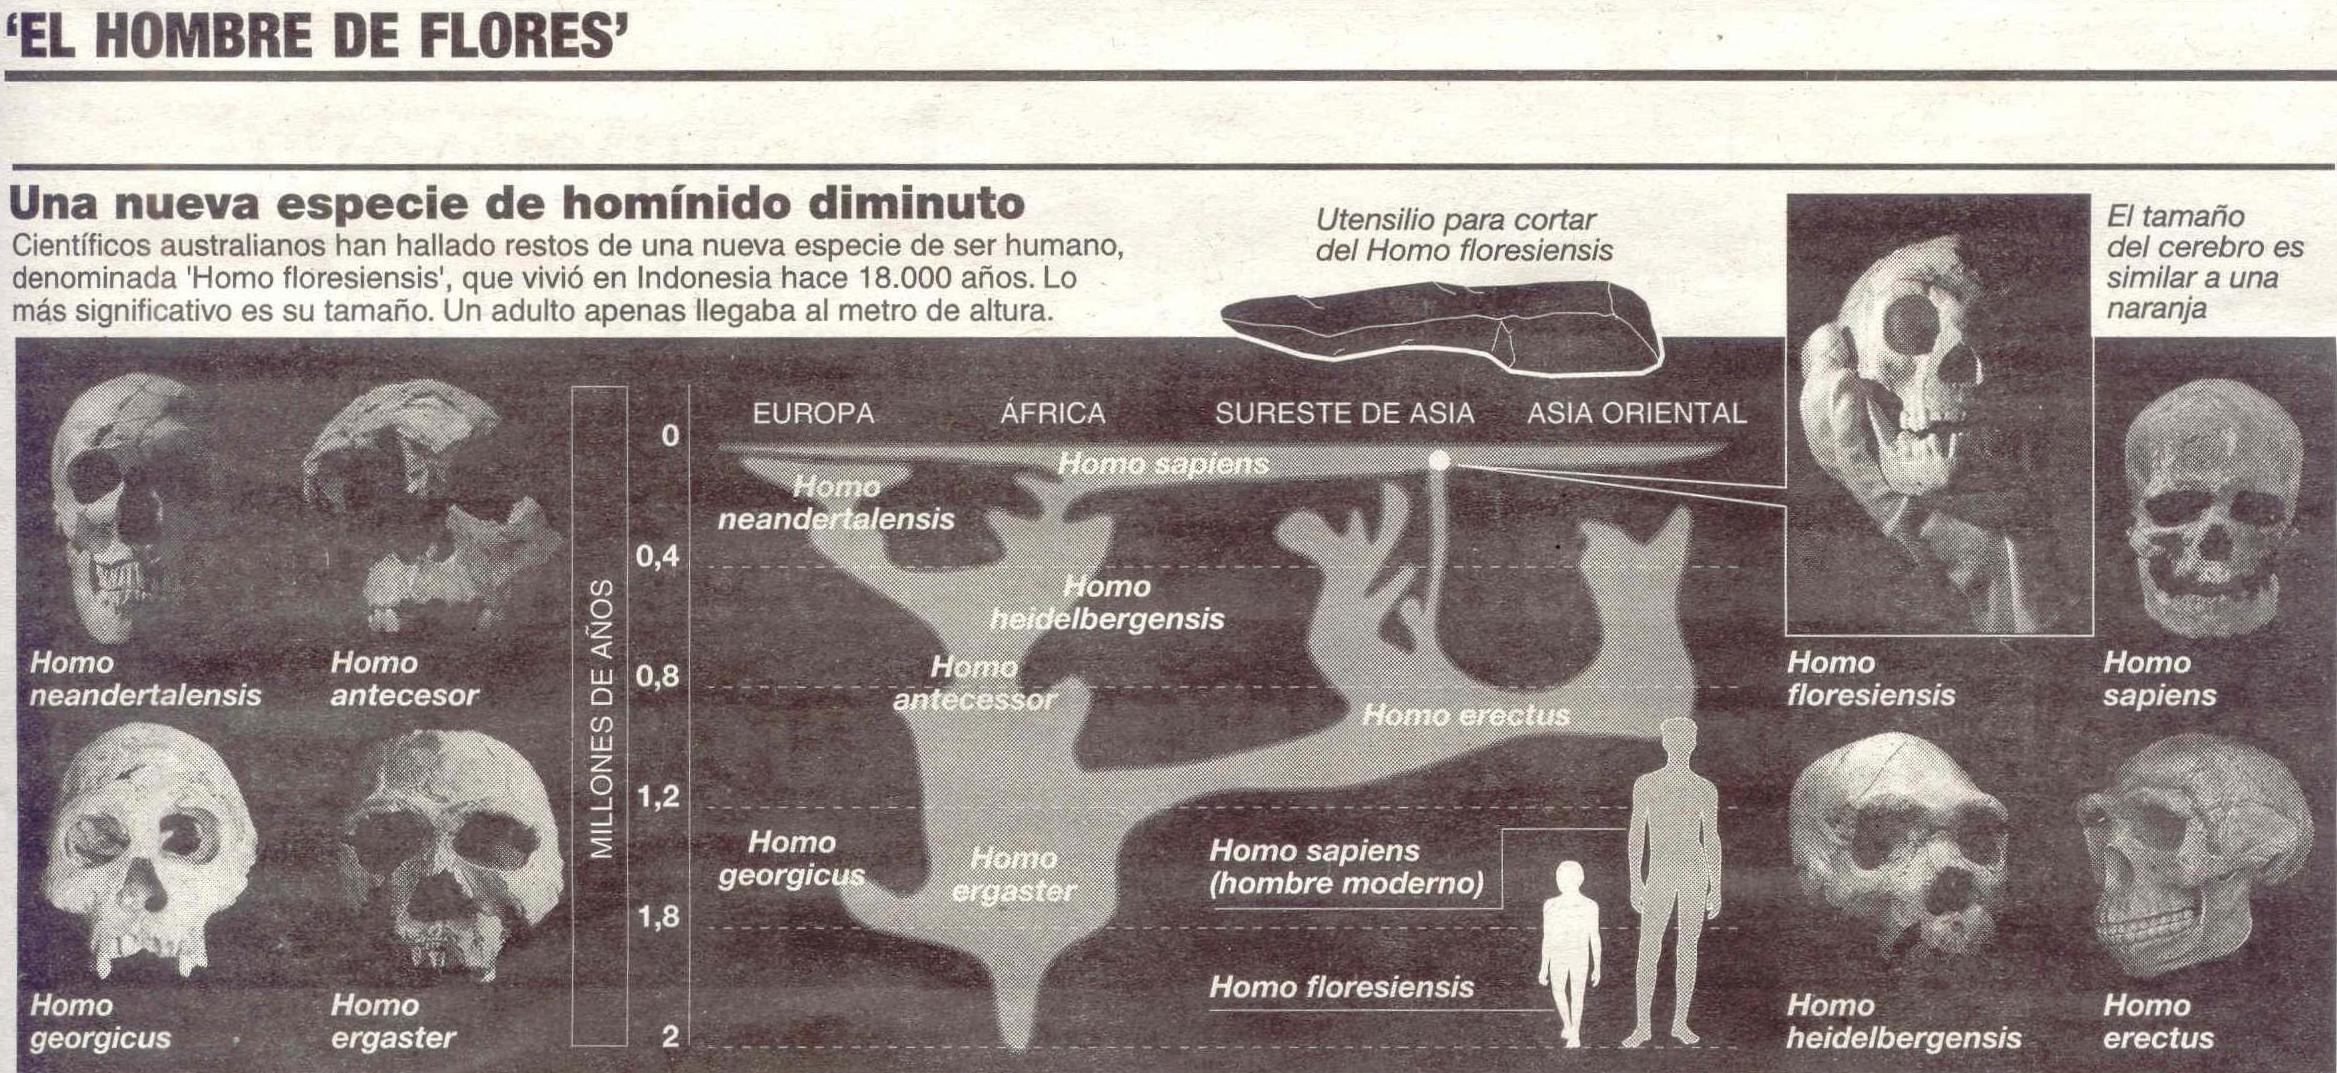 ‘EL HOMBRE DE FLORES’
Una nueva especie de homínido diminuto
Científicos australianos han hallado restos de una nueva especie de ser humano,
denominada 'Homo floresiensis', que vivió en Indonesia hace 18.000 años. Lo
más significativo es su tamaño. Un adulto apenas llegaba al metro de altura.
Utensilio para cortar
del Homo floresiensis
El tamaño
del cerebro es
similar a una
naranja
Homo
neandertalensis
Homo
antecesor
Homo
georgicus
Homo
ergaster
MILLONES DE AÑOS
0
0,4
0,8
1,2
1,8
2
EUROPA
ÁFRICA
SURESTE DE ASIA
ASIA ORIENTAL
Homo sapiens
Homo
neandertalensis
Homo
heidelbergensis
Homo
antecessor
Homo erectus
Homo
georgicus
Homo
ergaster
Homo sapiens
(hombre moderno)
Homo floresiensis
Homo
floresiensis
Homo
sapiens
Homo
heidelbergensis
Homo
erectus